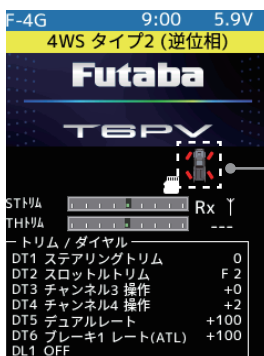 F-4G 9:00 5.9V
4WS タイプ2 (逆位相)
Futaba
T6PV
STトリム Rx
THトリム ---
トリム / ダイヤル
DT1 ステアリングトリム 0
DT2 スロットルトリム F 2
DT3 チャンネル3 操作 +0
DT4 チャンネル4 操作 +2
DT5 デュアルレート +100
DT6 ブレーキ1 レート(ATL) +100
DL1 OFF